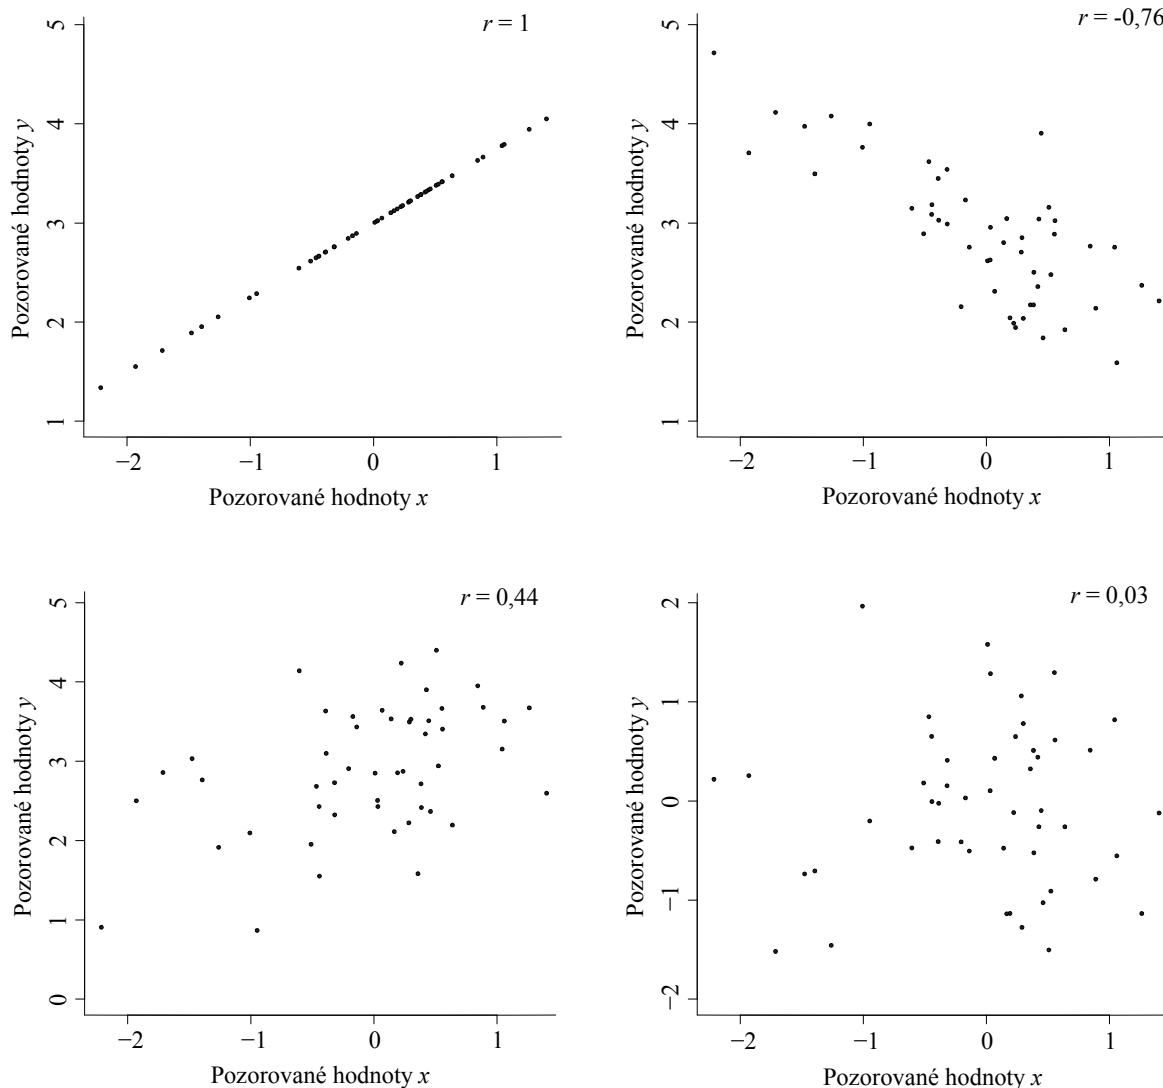 r = 1
5
4
3
2
1
Pozorované hodnoty y
−2 −1 0 1
Pozorované hodnoty x
r = -0,76
5
4
3
2
1
Pozorované hodnoty y
−2 −1 0 1
Pozorované hodnoty x
r = 0,44
5
4
3
2
1
0
Pozorované hodnoty y
−2 −1 0 1
Pozorované hodnoty x
r = 0,03
2
1
0
−1
−2
Pozorované hodnoty y
−2 −1 0 1
Pozorované hodnoty x